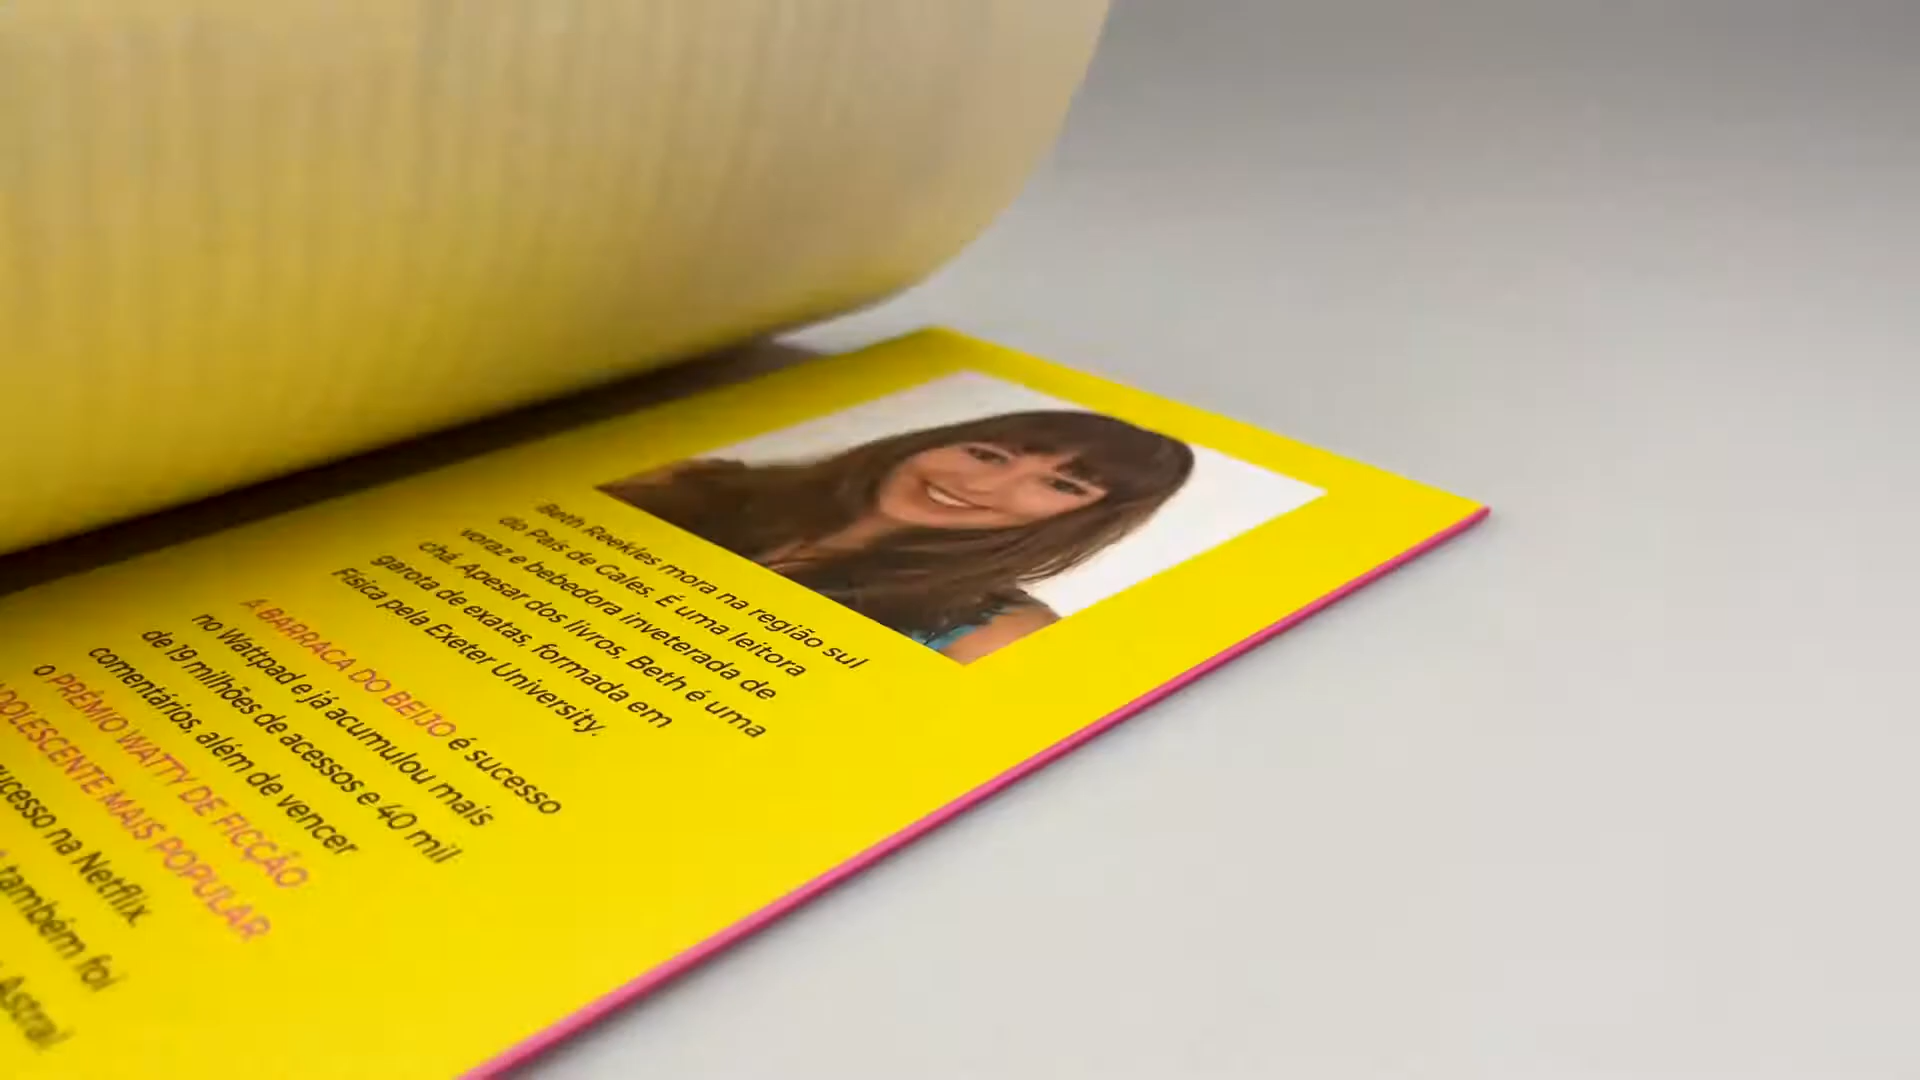 Beth Reekles mora na região sul
do País de Gales. É uma leitora
voraz e bebedora inveterada de
chá. Apesar dos livros, Beth é uma
garota de exatas, formada em
Física pela Exeter University.
A BARRACA DO BEIJO é sucesso
no Wattpad e já acumulou mais
de 19 milhões de acessos e 40 mil
comentários, além de vencer
o PRÊMIO WATTY DE FICÇÃO
ADOLESCENTE MAIS POPULAR
sucesso na Netflix.
também foi
Astral